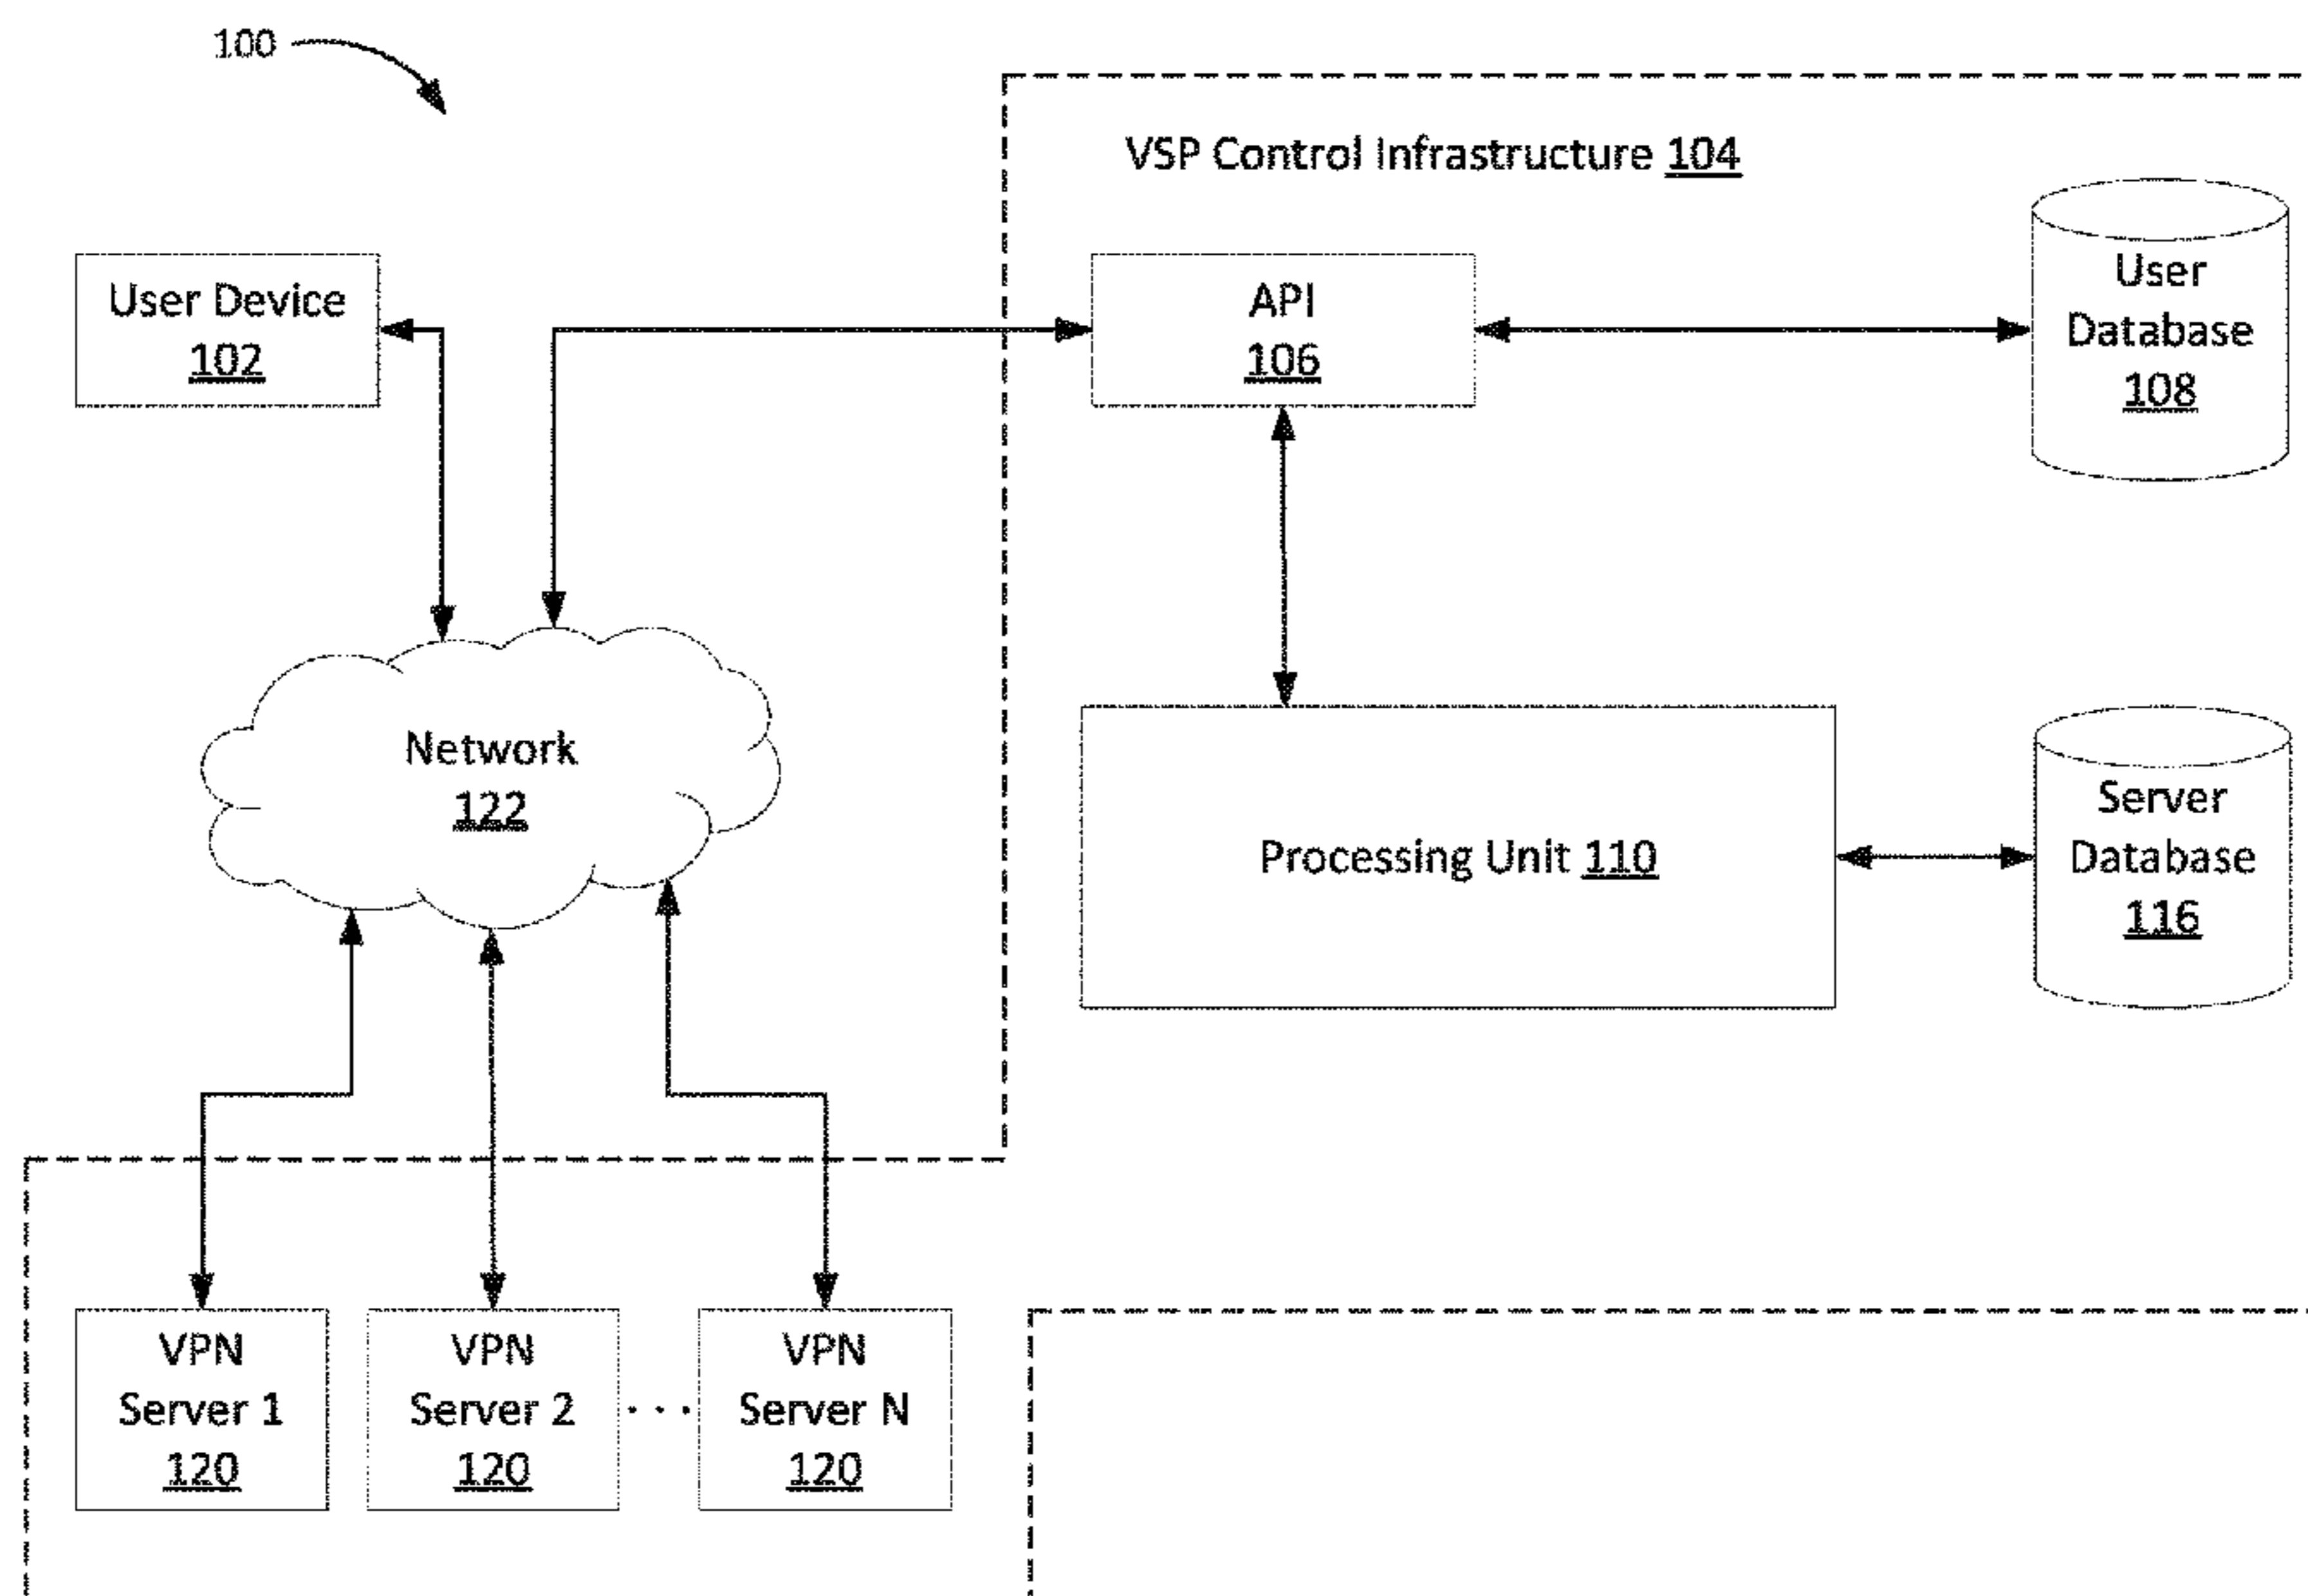 100
VSP Control Infrastructure 104
User Device
102
API
106
User
Database
108
Network
122
Processing Unit 110
Server
Database
116
VPN
Server 1
120
VPN
Server 2
120
...
VPN
Server N
120